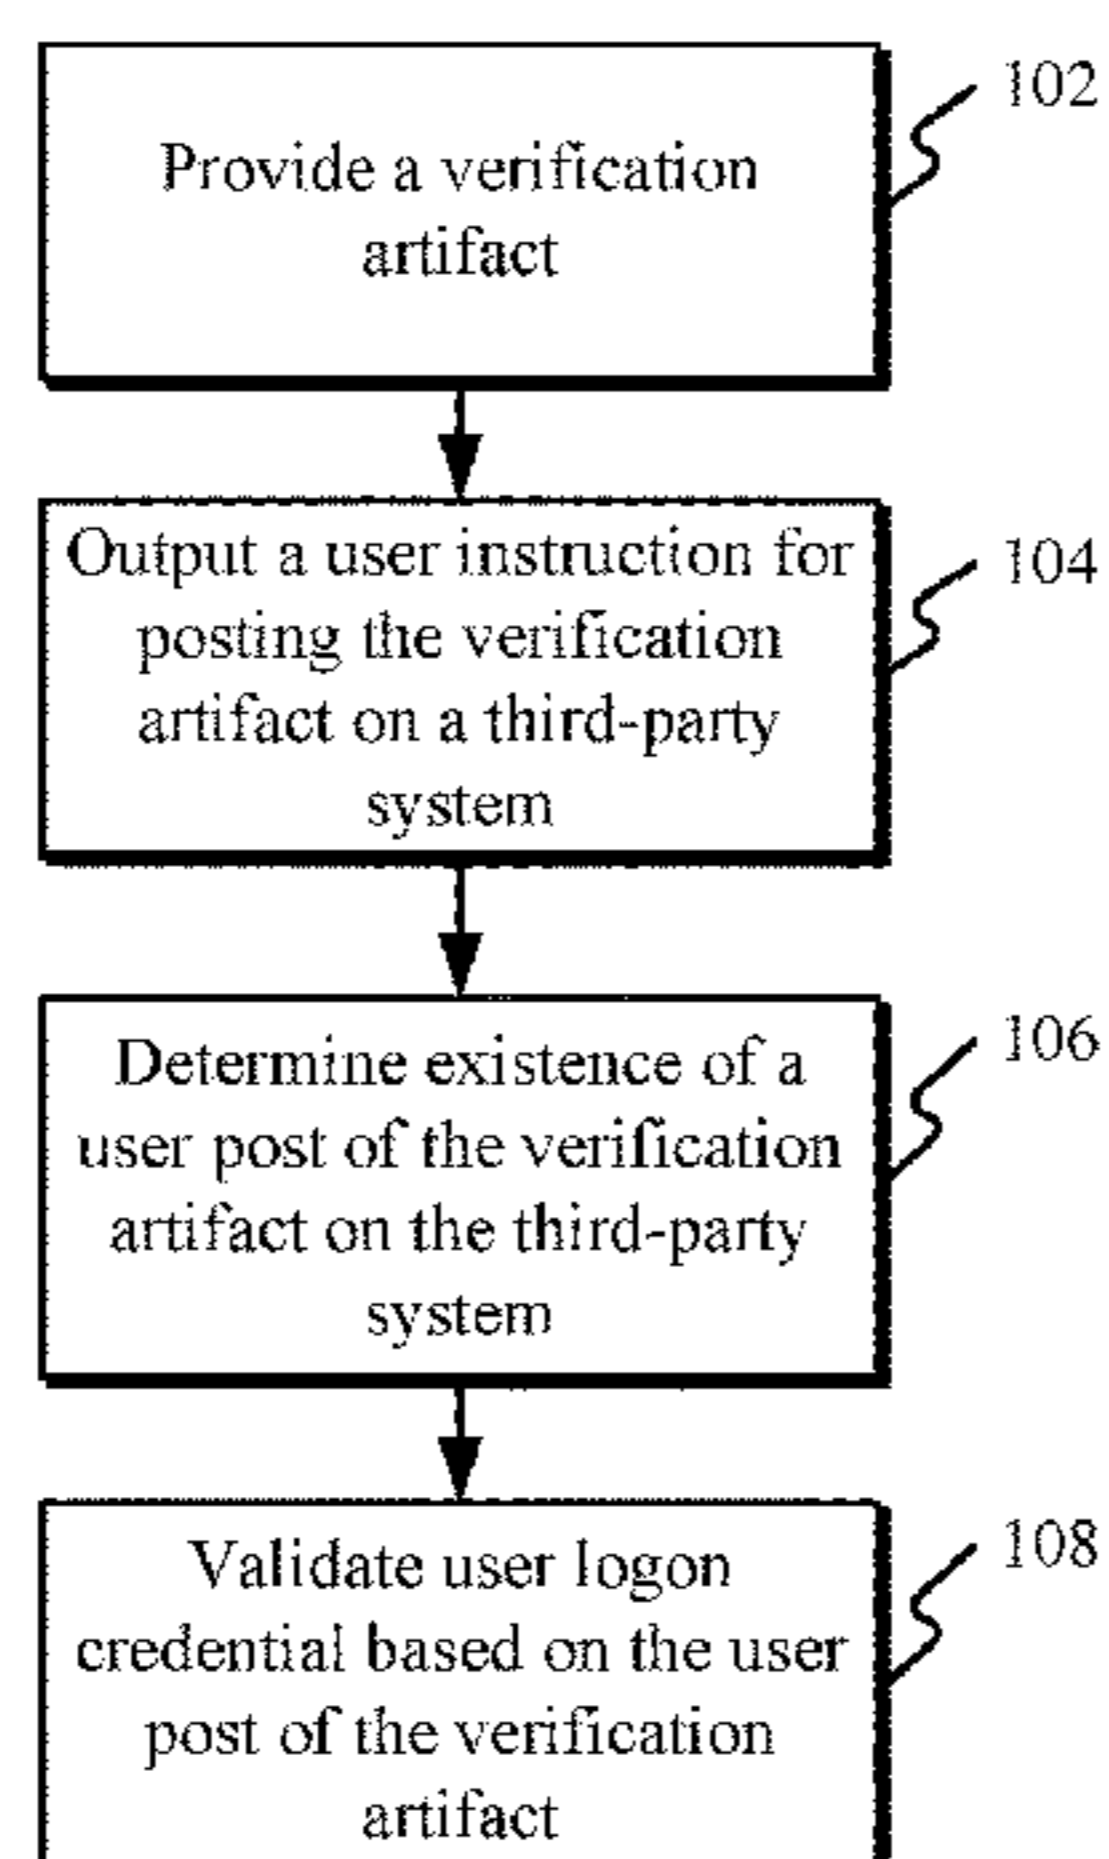 102
Provide a verification
artifact
104
Output a user instruction for
posting the verification
artifact on a third-party
system
106
Determine existence of a
user post of the verification
artifact on the third-party
system
108
Validate user logon
credential based on the user
post of the verification
artifact